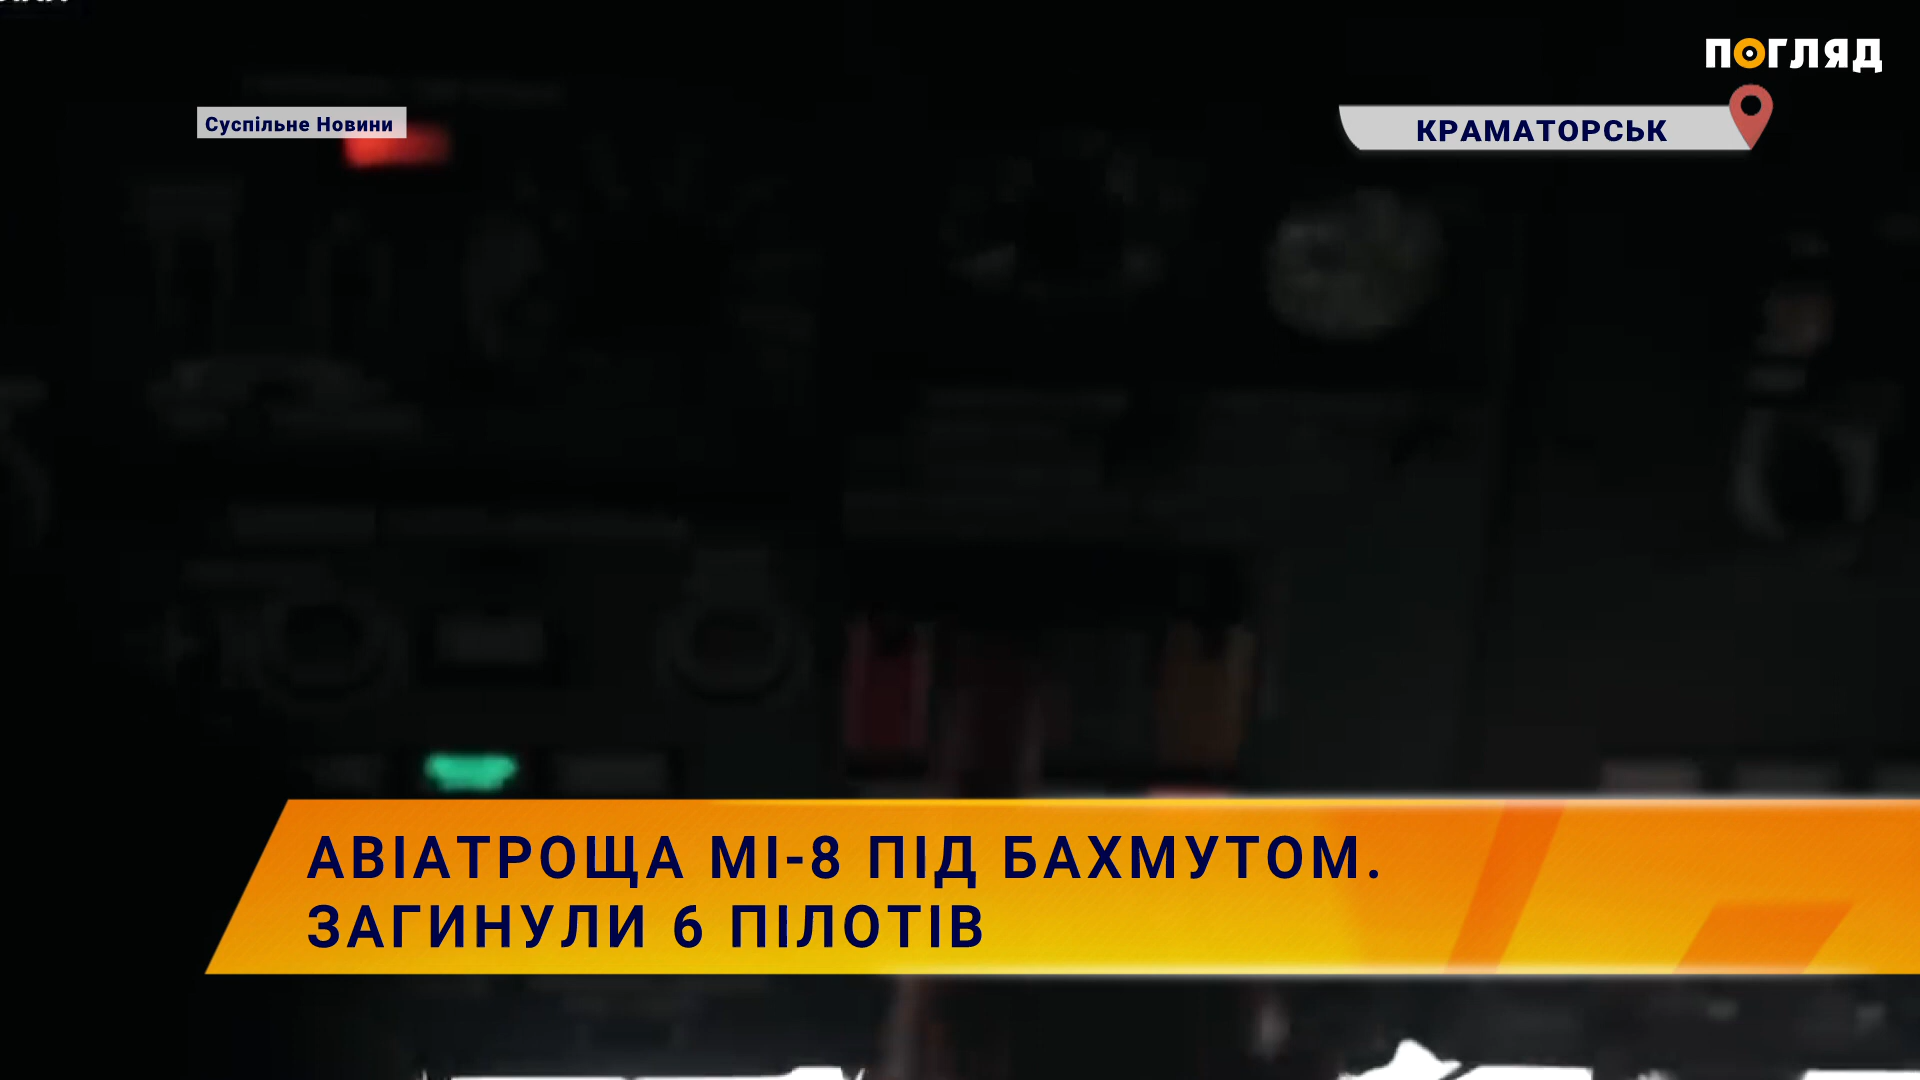 ПОГЛЯД
Суспільне Новини
КРАМАТОРСЬК
АВІАТРОЩА МІ-8 ПІД БАХМУТОМ.
ЗАГИНУЛИ 6 ПІЛОТІВ